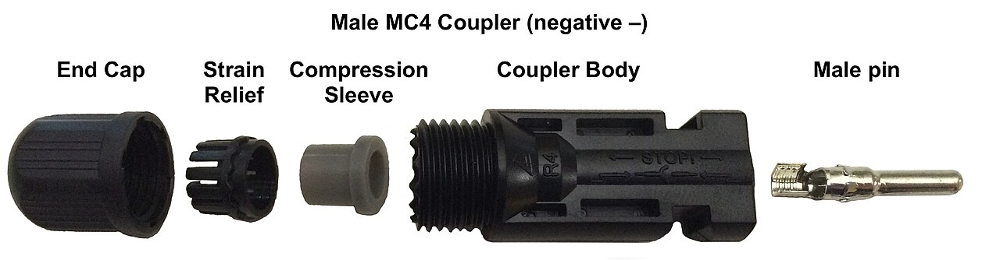 Male MC4 Coupler (negative –)
End Cap
Strain
Relief
Compression
Sleeve
Coupler Body
Male pin
R4
STOP!